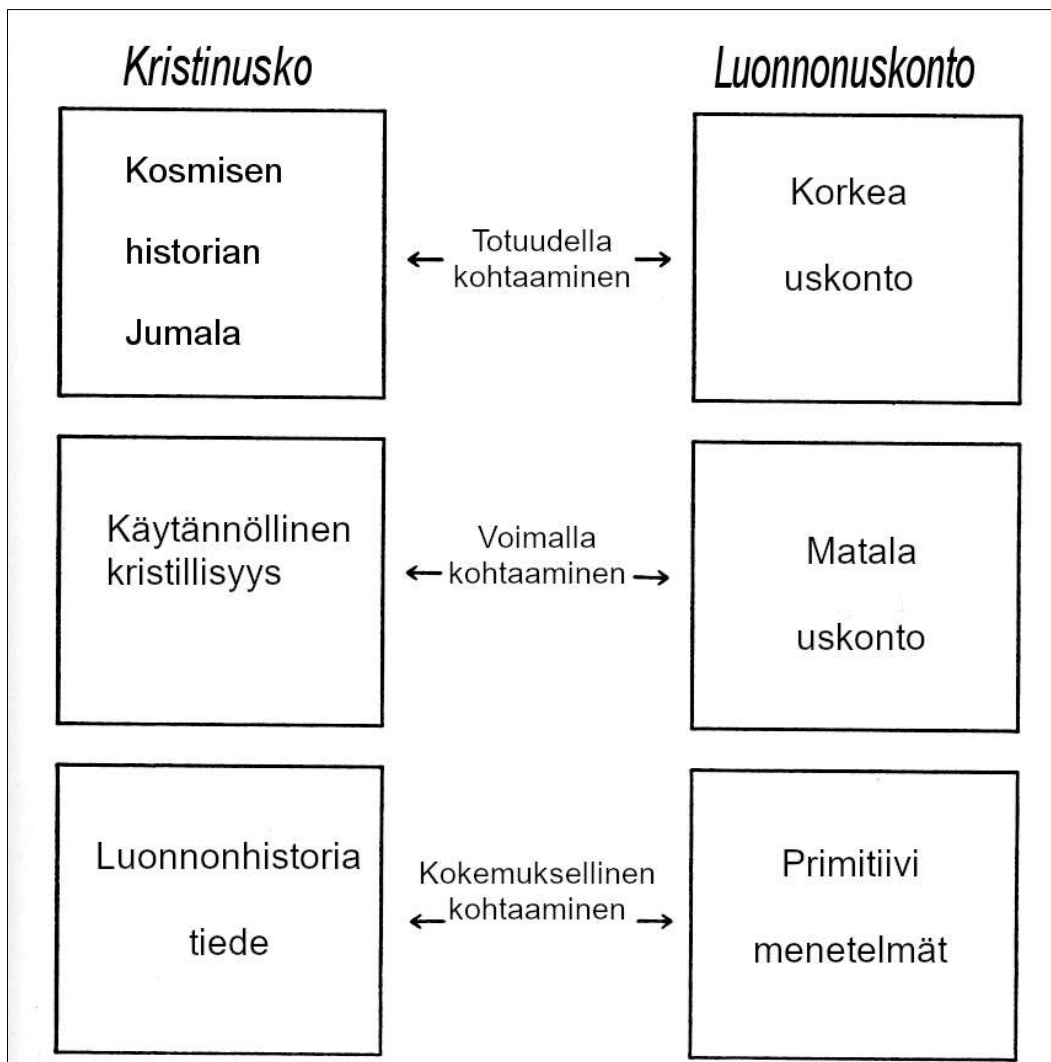 Kristinusko
Luonnonuskonto
Kosmisen
historian
Jumala
Totuudella
kohtaaminen
Korkea
uskonto
Käytännöllinen
kristillisyys
Voimalla
kohtaaminen
Matala
uskonto
Luonnonhistoria
tiede
Kokemuksellinen
kohtaaminen
Primitiivi
menetelmät